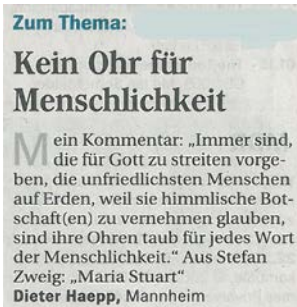 Zum Thema:
Kein Ohr für
Menschlichkeit
Mein Kommentar: „Immer sind,
die für Gott zu streiten vorge-
ben, die unfriedlichsten Menschen
auf Erden, weil sie himmlische Bot-
schaft(en) zu vernehmen glauben,
sind ihre Ohren taub für jedes Wort
der Menschlichkeit.“ Aus Stefan
Zweig: „Maria Stuart“
Dieter Haepp, Mannheim